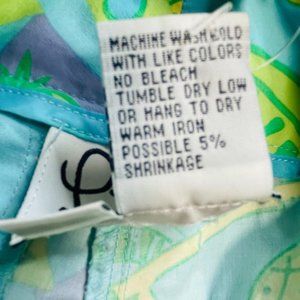 MACHINE WASH COLD
WITH LIKE COLORS
NO BLEACH
TUMBLE DRY LOW
OR HANG TO DRY
WARM IRON
POSSIBLE 5%
SHRINKAGE